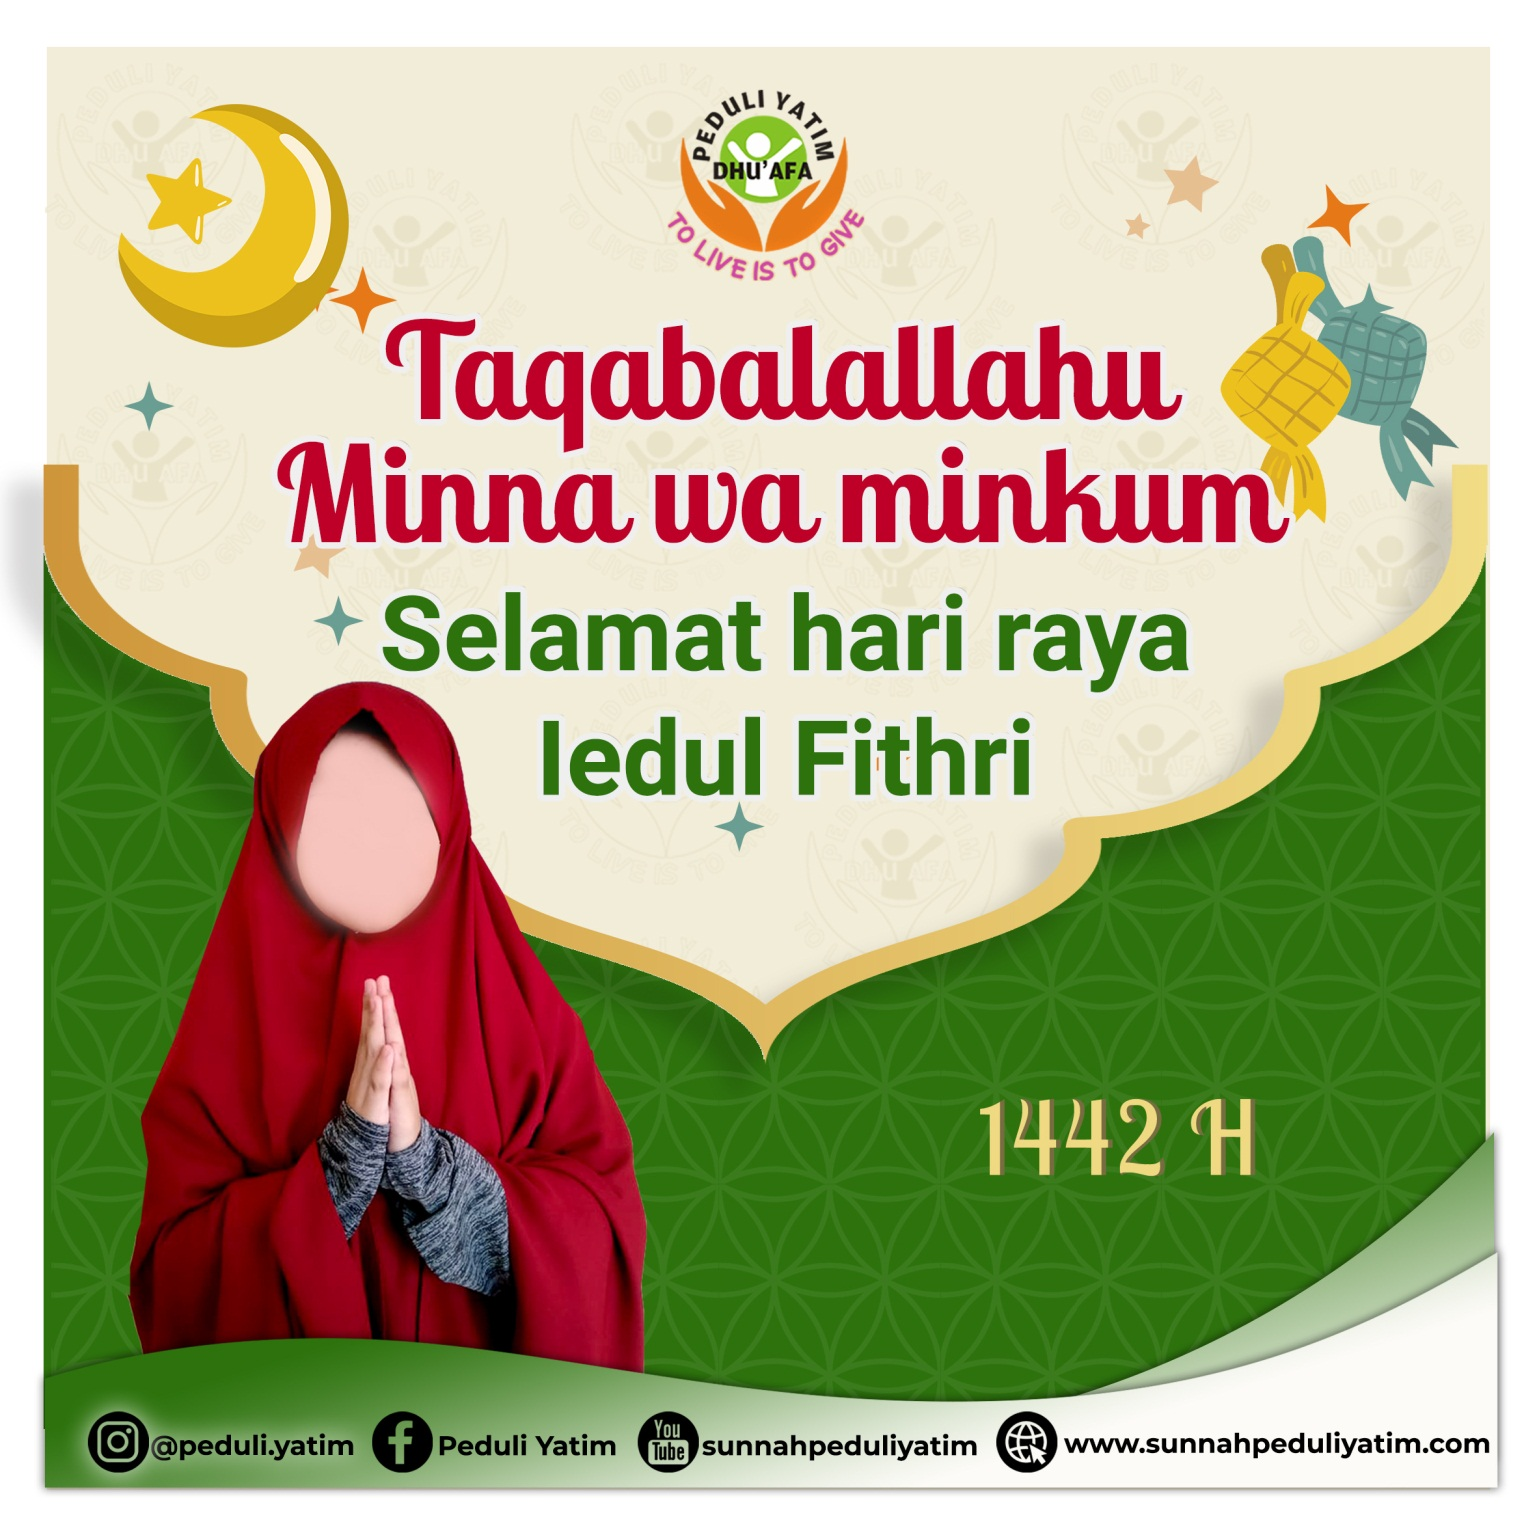 PEDULI YATIM
DHU'AFA
TO LIVE IS TO GIVE
Taqabalallahu
Minna wa minkum
Selamat hari raya
Iedul Fithri
1442 H
@peduli.yatim
Peduli Yatim
You
Tube
sunnahpeduliyatim
www.sunnahpeduliyatim.com